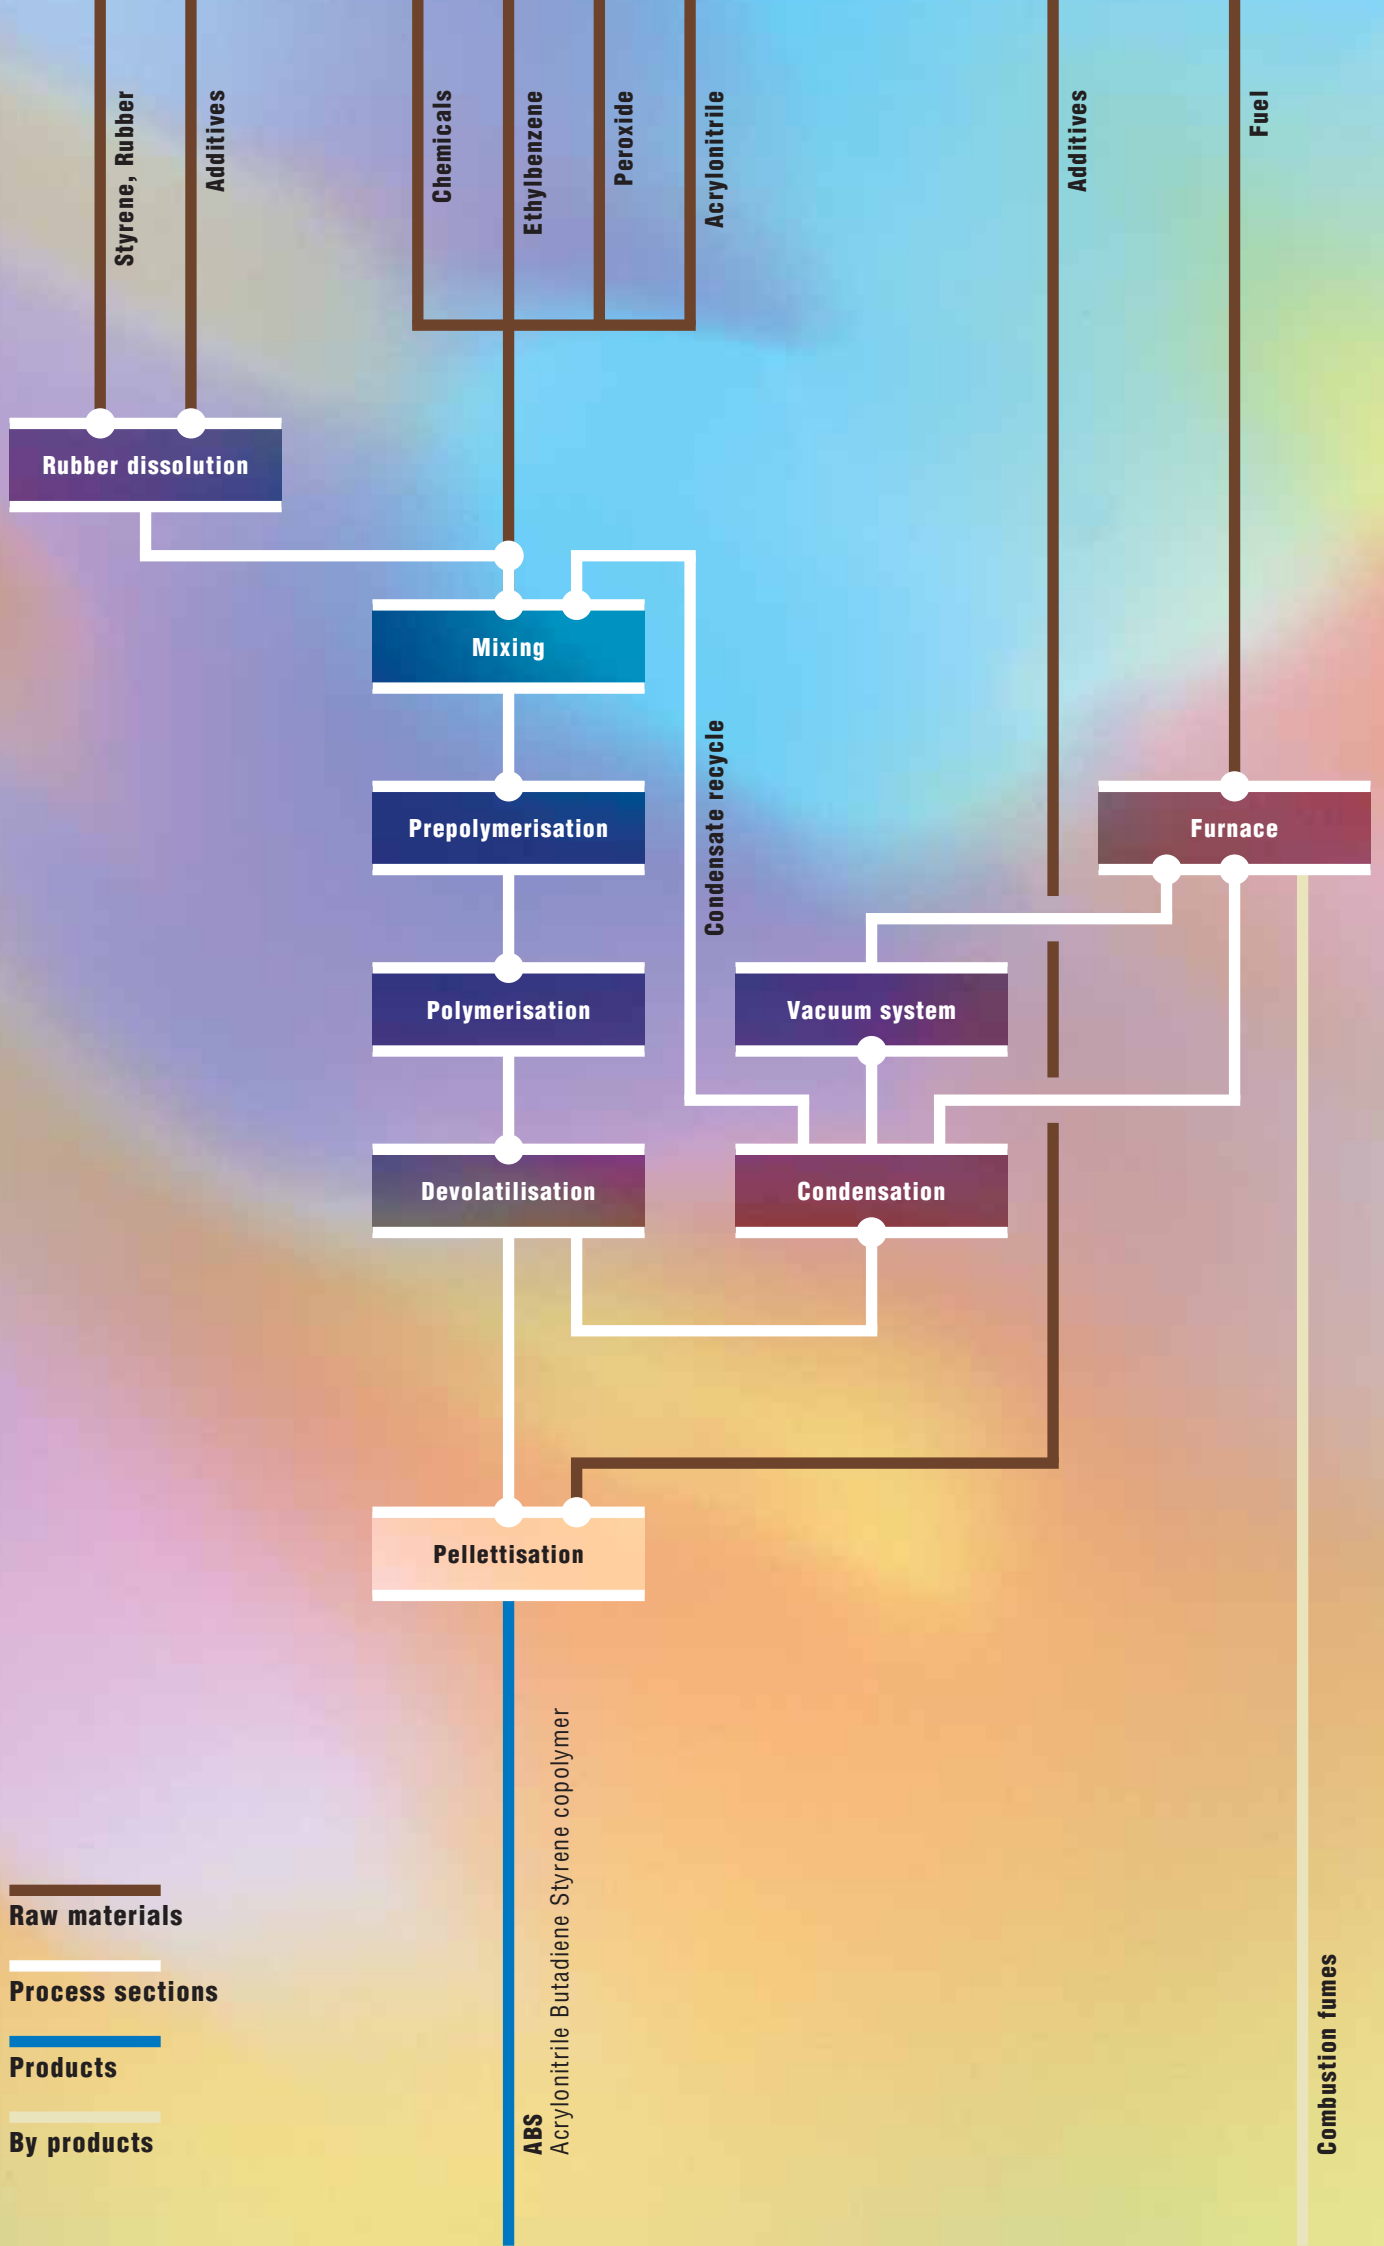 Styrene, Rubber
Additives
Chemicals
Ethylbenzene
Peroxide
Acrylonitrile
Additives
Fuel
Rubber dissolution
Mixing
Condensate recycle
Prepolymerisation
Furnace
Polymerisation
Vacuum system
Devolatilisation
Condensation
Pellettisation
ABS
Acrylonitrile Butadiene Styrene copolymer
Combustion fumes
Raw materials
Process sections
Products
By products